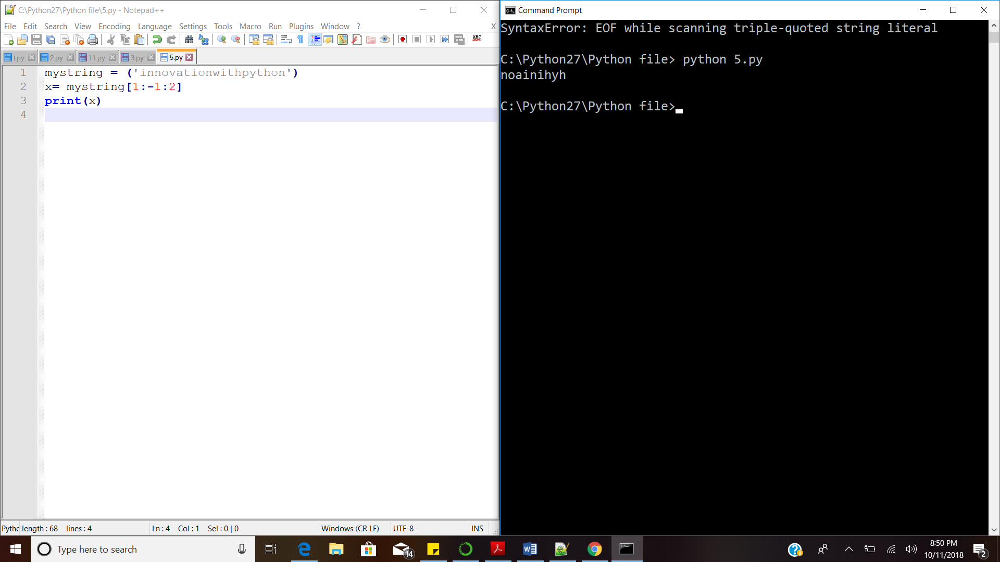 C:\Python27\Python file\5.py - Notepad++
File Edit Search View Encoding Language Settings Tools Macro Run Plugins Window ? X
ABC
t.py 2.py 11.py 3.py 5.py
1 mystring = ('innovationwithpython')
2 x= mystring[1:-1:2]
3 print(x)
4
Pythc length : 68 lines : 4 Ln : 4 Col : 1 Sel : 0 | 0 Windows (CR LF) UTF-8 INS
Command Prompt
SyntaxError: EOF while scanning triple-quoted string literal
C:\Python27\Python file> python 5.py
noainihyh
C:\Python27\Python file>
Type here to search
14
8:50 PM
10/11/2018
2